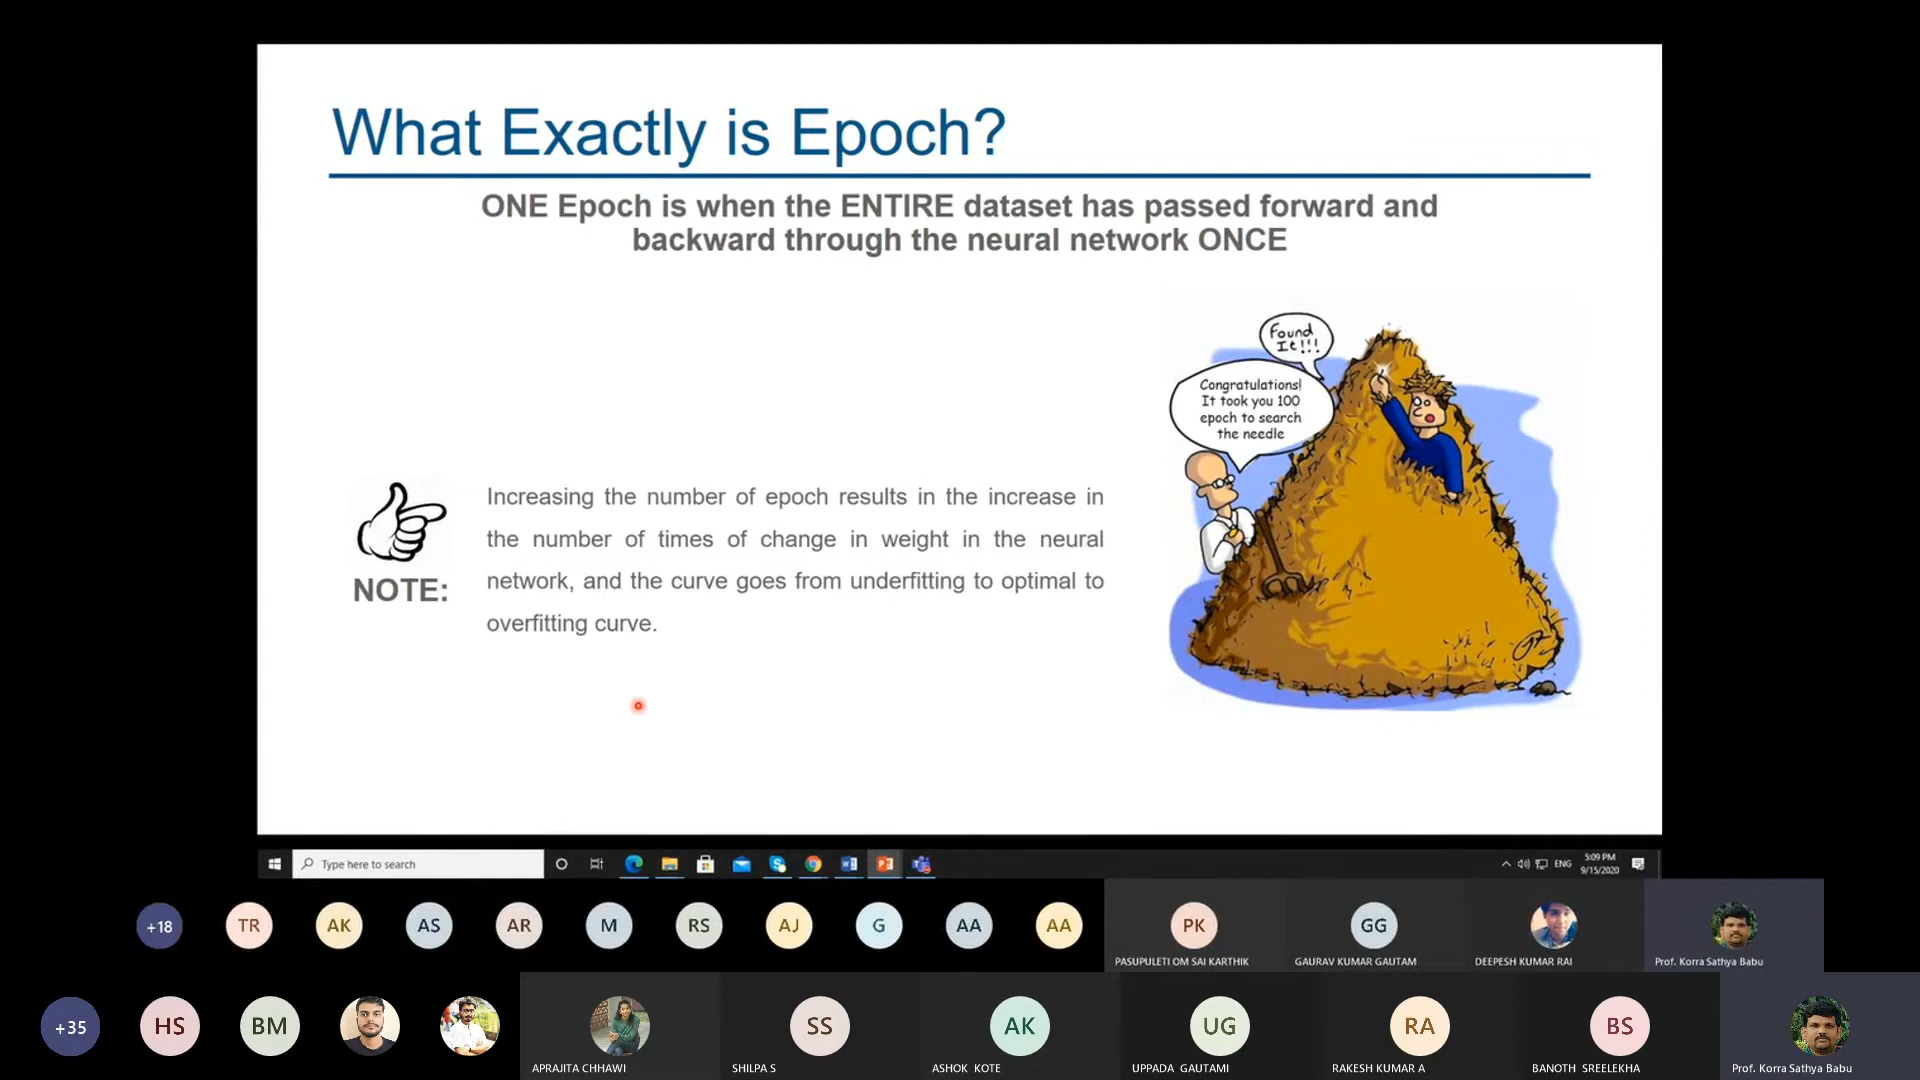 What Exactly is Epoch?
ONE Epoch is when the ENTIRE dataset has passed forward and
backward through the neural network ONCE
Found
It!!!
Congratulations!
It took you 100
epoch to search
the needle
Increasing the number of epoch results in the increase in
the number of times of change in weight in the neural
network, and the curve goes from underfitting to optimal to
overfitting curve.
NOTE:
Type here to search
ENG
5:09 PM
9/15/2020
+18
TR
AK
AS
AR
M
RS
AJ
G
AA
AA
PK
GG
PASUPULETI OM SAI KARTHIK
GAURAV KUMAR GAUTAM
DEEPESH KUMAR RAI
Prof. Korra Sathya Babu
+35
HS
BM
SS
AK
UG
RA
BS
APRAJITA CHHAWI
SHILPA S
ASHOK KOTE
UPPADA GAUTAMI
RAKESH KUMAR A
BANOTH SREELEKHA
Prof. Korra Sathya Babu